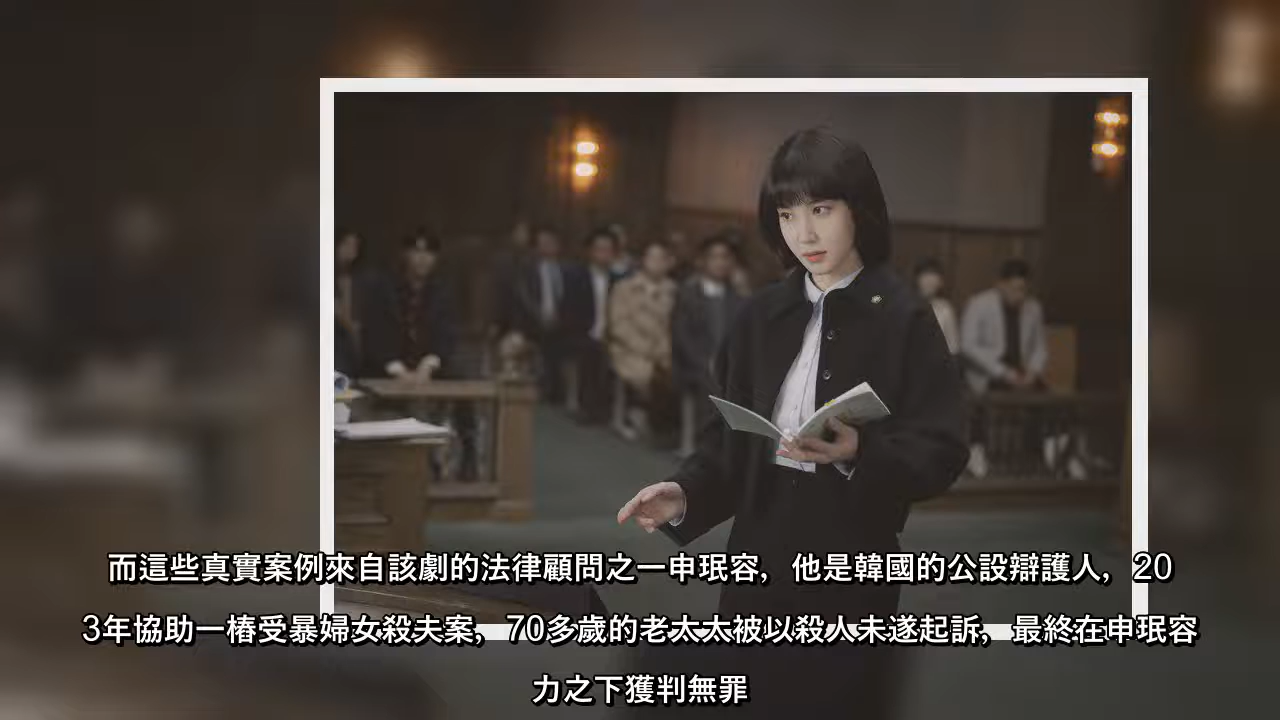 而這些真實案例來自該劇的法律顧問之一申珉容，他是韓國的公設辯護人，20
3年協助一樁受暴婦女殺夫案，70多歲的老太太被以殺人未遂起訴，最終在申珉容
力之下獲判無罪